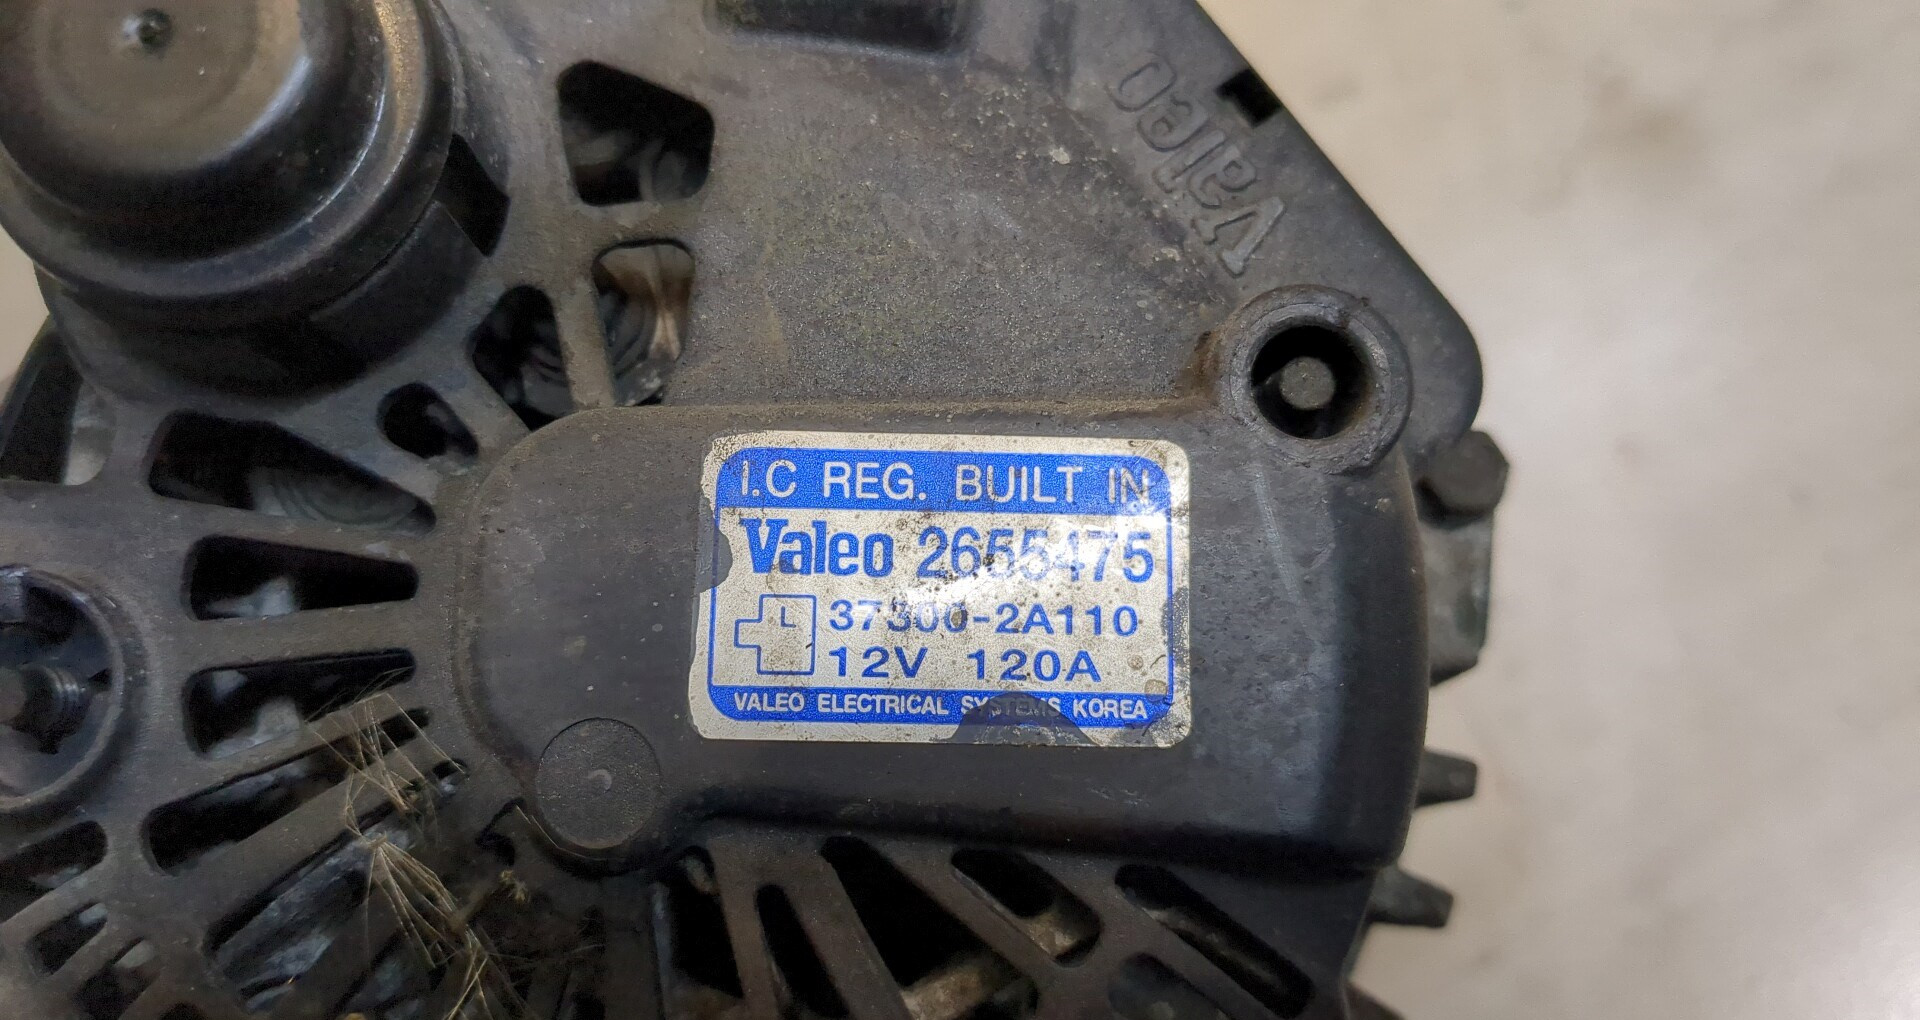 Valeo
I.C REG. BUILT IN
Valeo 2655475
37300-2A110
12V 120A
VALEO ELECTRICAL SYSTEMS KOREA